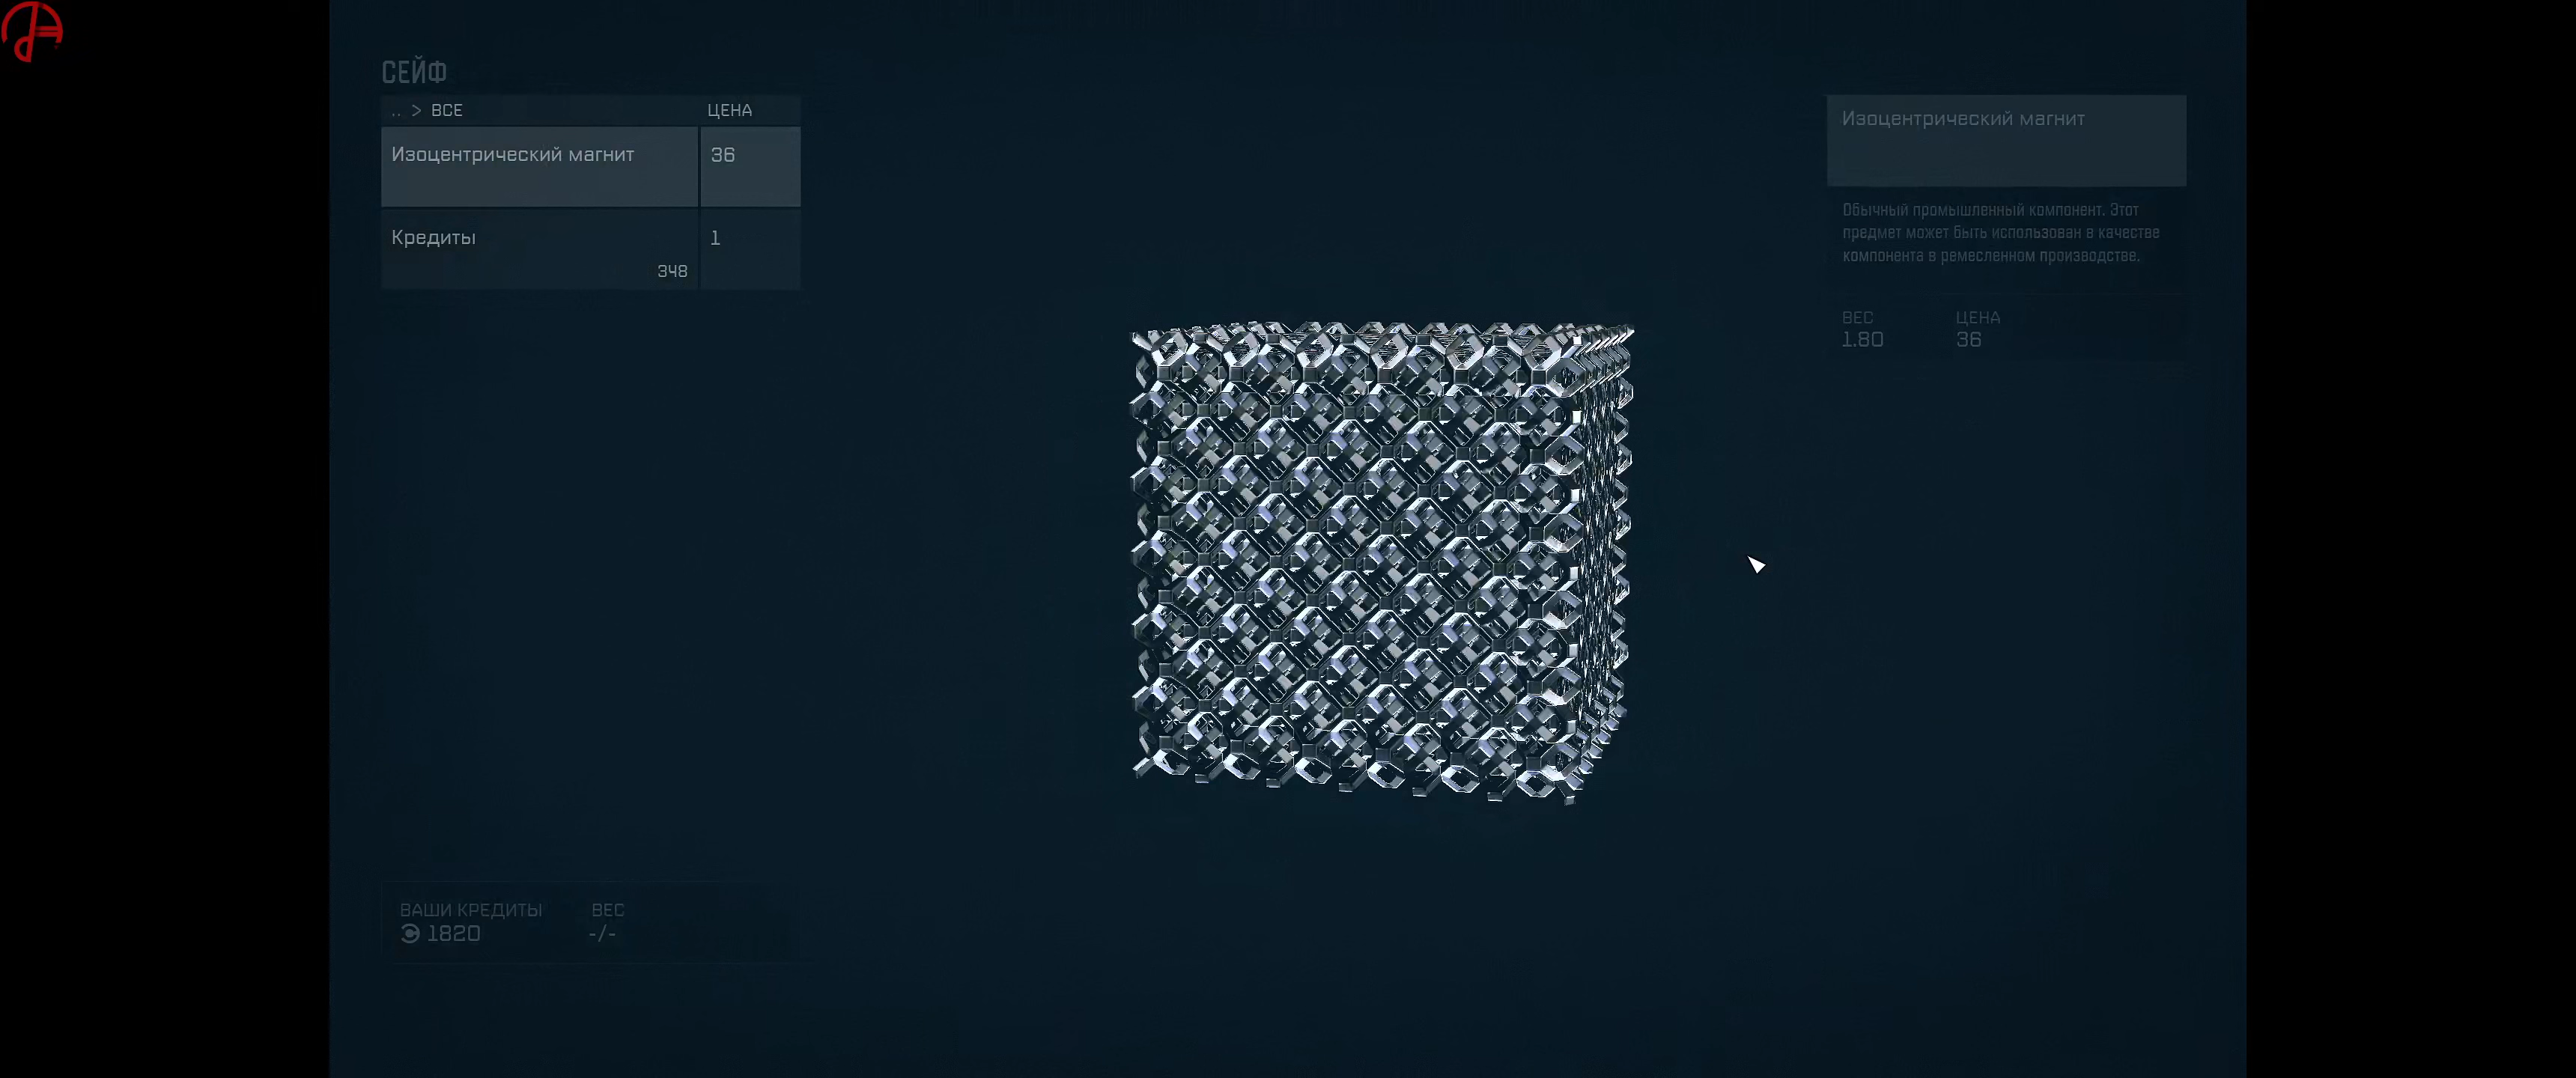 СЕЙФ
.. > ВСЕ ЦЕНА
Изоцентрический магнит 36
Кредиты 1
348
Изоцентрический магнит
Обычный промышленный компонент. Этот
предмет может быть использован в качестве
компонента в ремесленном производстве.
ВЕС ЦЕНА
1.80 36
ВАШИ КРЕДИТЫ ВЕС
1820 -/-